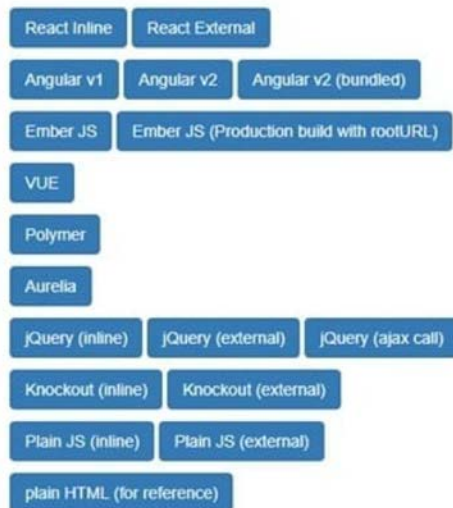 React Inline React External
Angular v1 Angular v2 Angular v2 (bundled)
Ember JS Ember JS (Production build with rootURL)
VUE
Polymer
Aurelia
jQuery (inline) jQuery (external) jQuery (ajax call)
Knockout (inline) Knockout (external)
Plain JS (inline) Plain JS (external)
plain HTML (for reference)